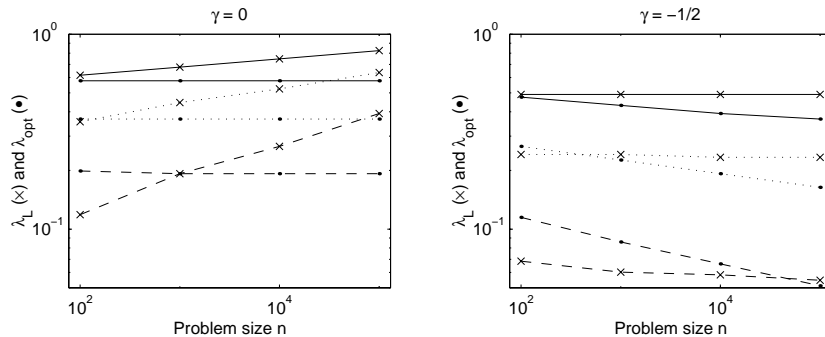 γ = 0
λ_L (×) and λ_opt (•)
10^0
10^-1
10^2
10^4
Problem size n
γ = −1/2
λ_L (×) and λ_opt (•)
10^0
10^-1
10^2
10^4
Problem size n